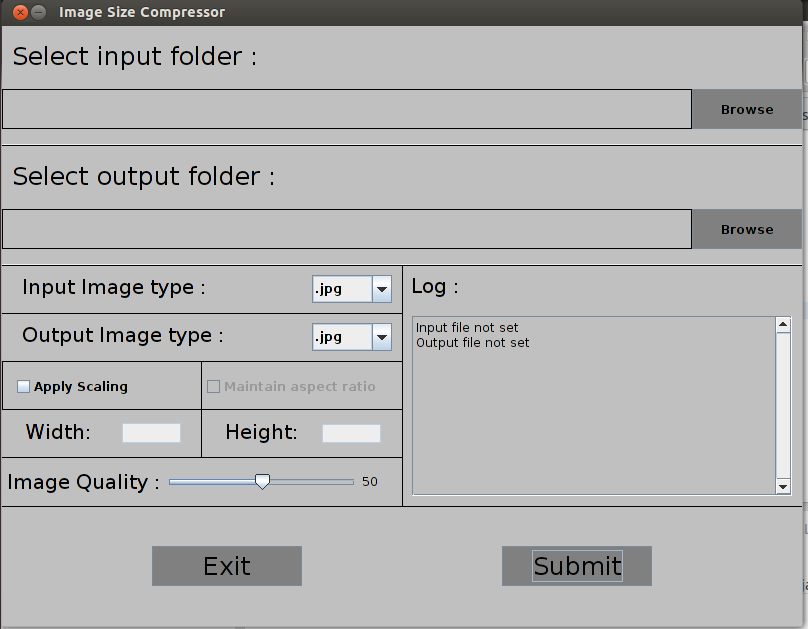 Image Size Compressor
Select input folder :
Browse
Select output folder :
Browse
Input Image type :
.jpg
Output Image type :
.jpg
Apply Scaling
Maintain aspect ratio
Width:
Height:
Image Quality :
50
Log :
Input file not set
Output file not set
Exit
Submit